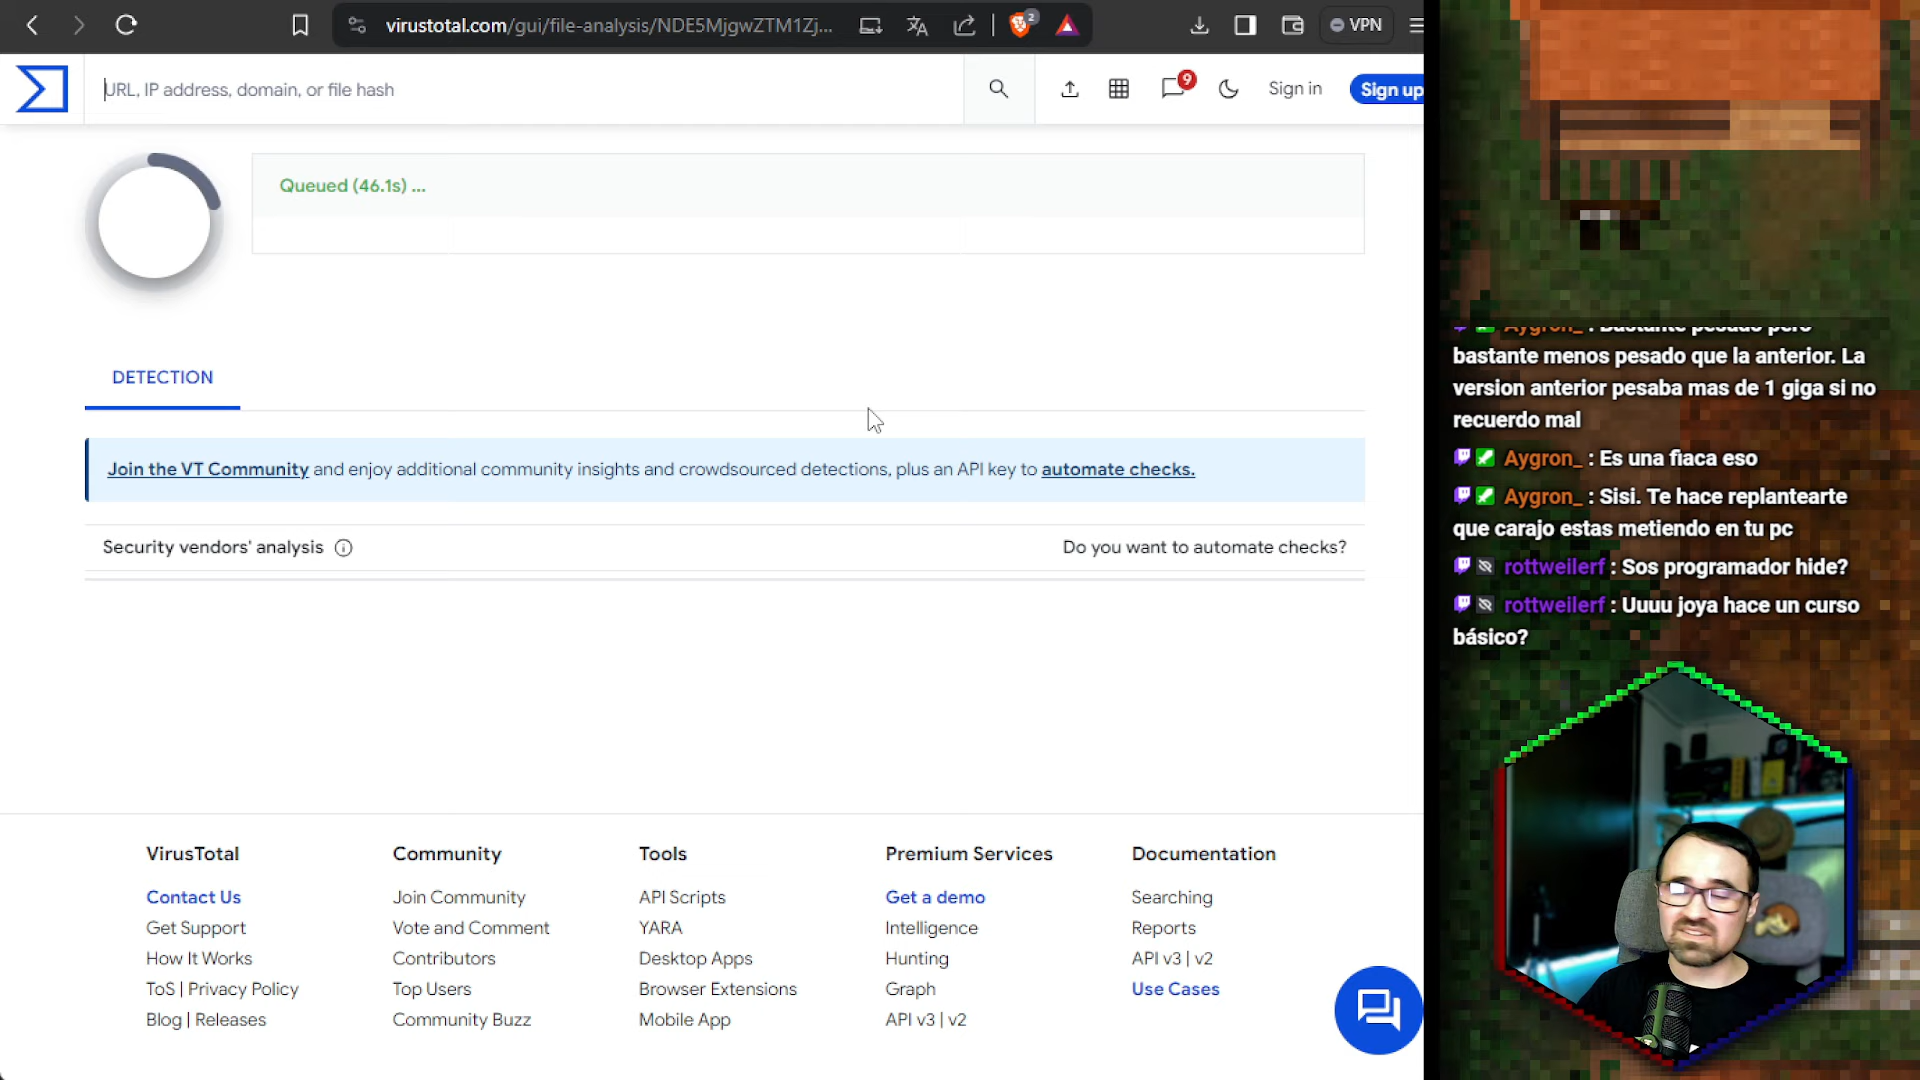 virustotal.com/gui/file-analysis/NDE5MjgwZTM1Zj...
2
VPN
URL, IP address, domain, or file hash
9
Sign in
Sign up
Queued (46.1s) ...
DETECTION
Join the VT Community and enjoy additional community insights and crowdsourced detections, plus an API key to automate checks.
Security vendors' analysis
Do you want to automate checks?
VirusTotal
Contact Us
Get Support
How It Works
ToS | Privacy Policy
Blog | Releases
Community
Join Community
Vote and Comment
Contributors
Top Users
Community Buzz
Tools
API Scripts
YARA
Desktop Apps
Browser Extensions
Mobile App
Premium Services
Get a demo
Intelligence
Hunting
Graph
API v3 | v2
Documentation
Searching
Reports
API v3 | v2
Use Cases
Aygron_ : Bastante pesado pero
bastante menos pesado que la anterior. La
version anterior pesaba mas de 1 giga si no
recuerdo mal
Aygron_ : Es una fiaca eso
Aygron_ : Sisi. Te hace replantearte
que carajo estas metiendo en tu pc
rottweilerf : Sos programador hide?
rottweilerf : Uuuu joya hace un curso
básico?